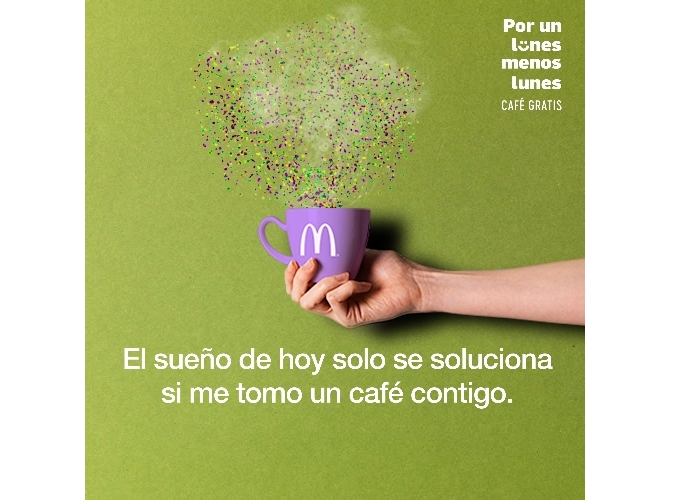 Por un
lunes
menos
lunes
CAFÉ GRATIS
M
El sueño de hoy solo se soluciona
si me tomo un café contigo.